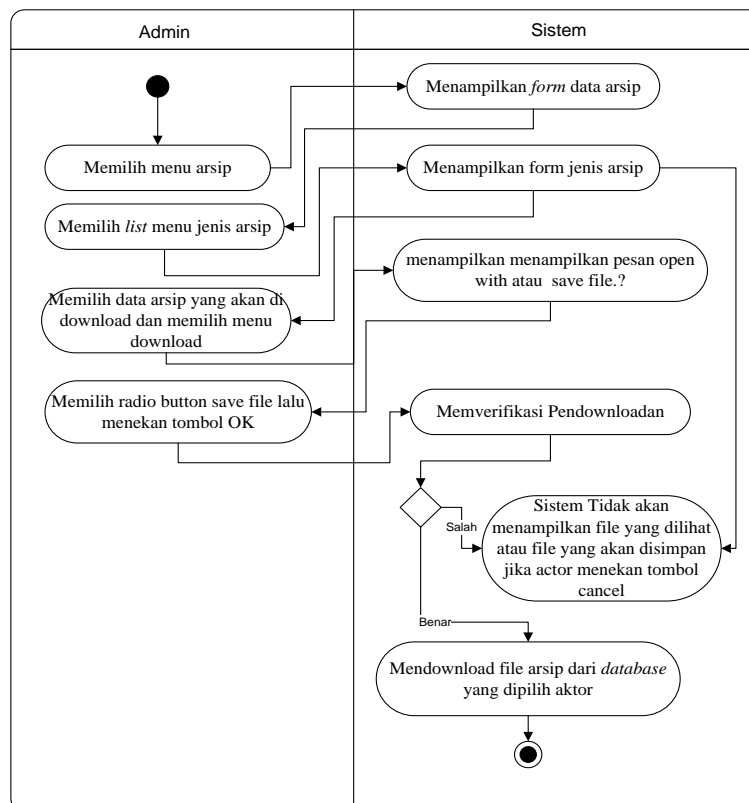 Admin
Sistem
Menampilkan form data arsip
Memilih menu arsip
Menampilkan form jenis arsip
Memilih list menu jenis arsip
menampilkan menampilkan pesan open
with atau save file.?
Memilih data arsip yang akan di
download dan memilih menu
download
Memilih radio button save file lalu
menekan tombol OK
Memverifikasi Pendownloadan
Salah
Sistem Tidak akan
menampilkan file yang dilihat
atau file yang akan disimpan
jika actor menekan tombol
cancel
Benar
Mendownload file arsip dari database
yang dipilih aktor